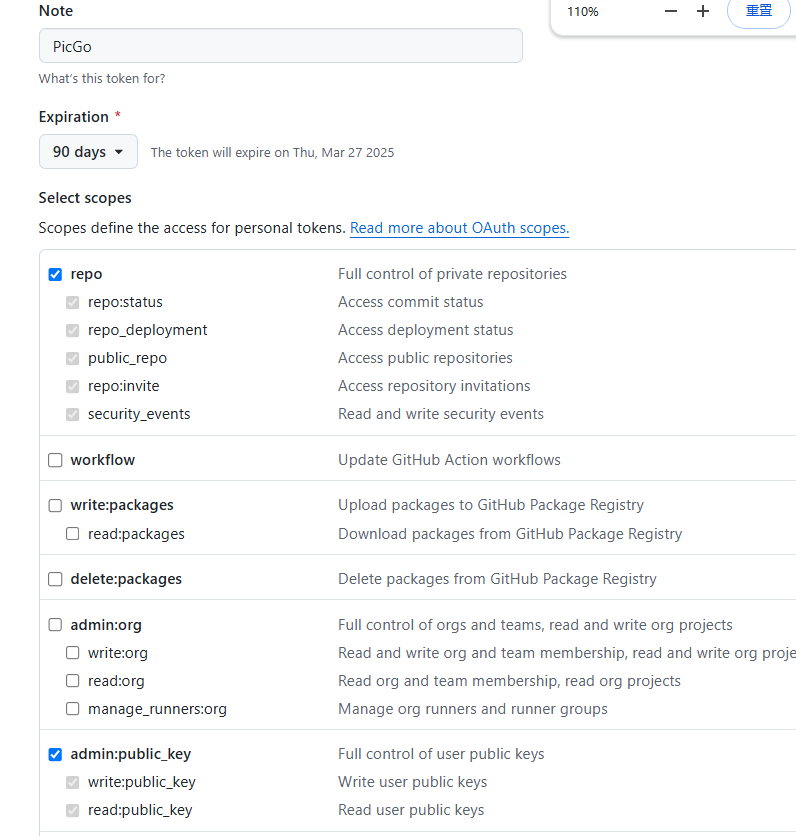 Note
110%
重置
PicGo
What's this token for?
Expiration *
90 days The token will expire on Thu, Mar 27 2025
Select scopes
Scopes define the access for personal tokens. Read more about OAuth scopes.
repo Full control of private repositories
repo:status Access commit status
repo_deployment Access deployment status
public_repo Access public repositories
repo:invite Access repository invitations
security_events Read and write security events
workflow Update GitHub Action workflows
write:packages Upload packages to GitHub Package Registry
read:packages Download packages from GitHub Package Registry
delete:packages Delete packages from GitHub Package Registry
admin:org Full control of orgs and teams, read and write org projects
write:org Read and write org and team membership, read and write org proje
read:org Read org and team membership, read org projects
manage_runners:org Manage org runners and runner groups
admin:public_key Full control of user public keys
write:public_key Write user public keys
read:public_key Read user public keys